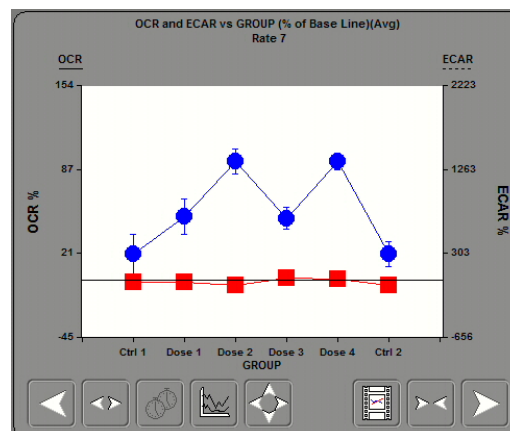 OCR and ECAR vs GROUP (% of Base Line)(Avg)
Rate 7
OCR
ECAR
154
2223
87
1263
OCR %
ECAR %
21
303
-45
-656
Ctrl 1 Dose 1 Dose 2 Dose 3 Dose 4 Ctrl 2
GROUP